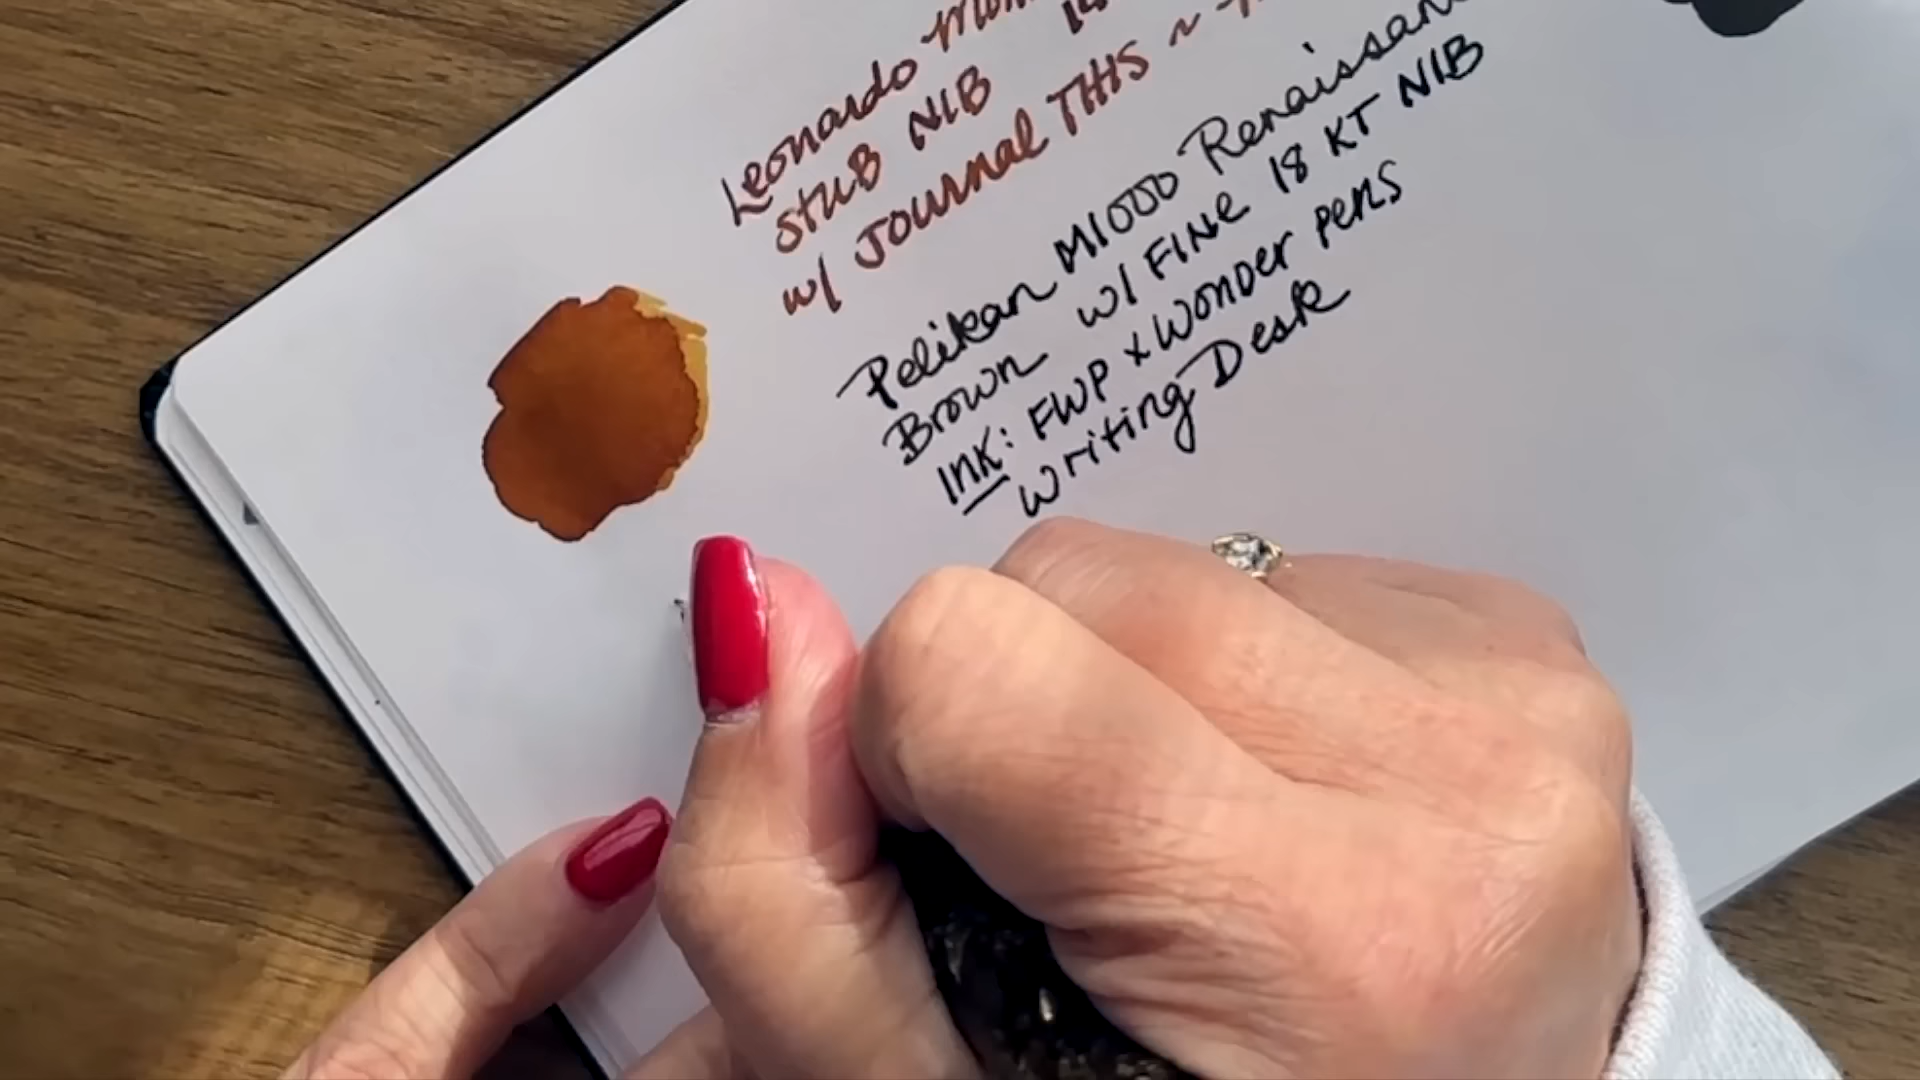 Leonardo
STUB NIB 14
w/ JOURNAL THIS ~
Pelikan M1000 Renaissance
Brown w/ FINE 18 KT NIB
INK: FWP x Wonder Pens
Writing Desk